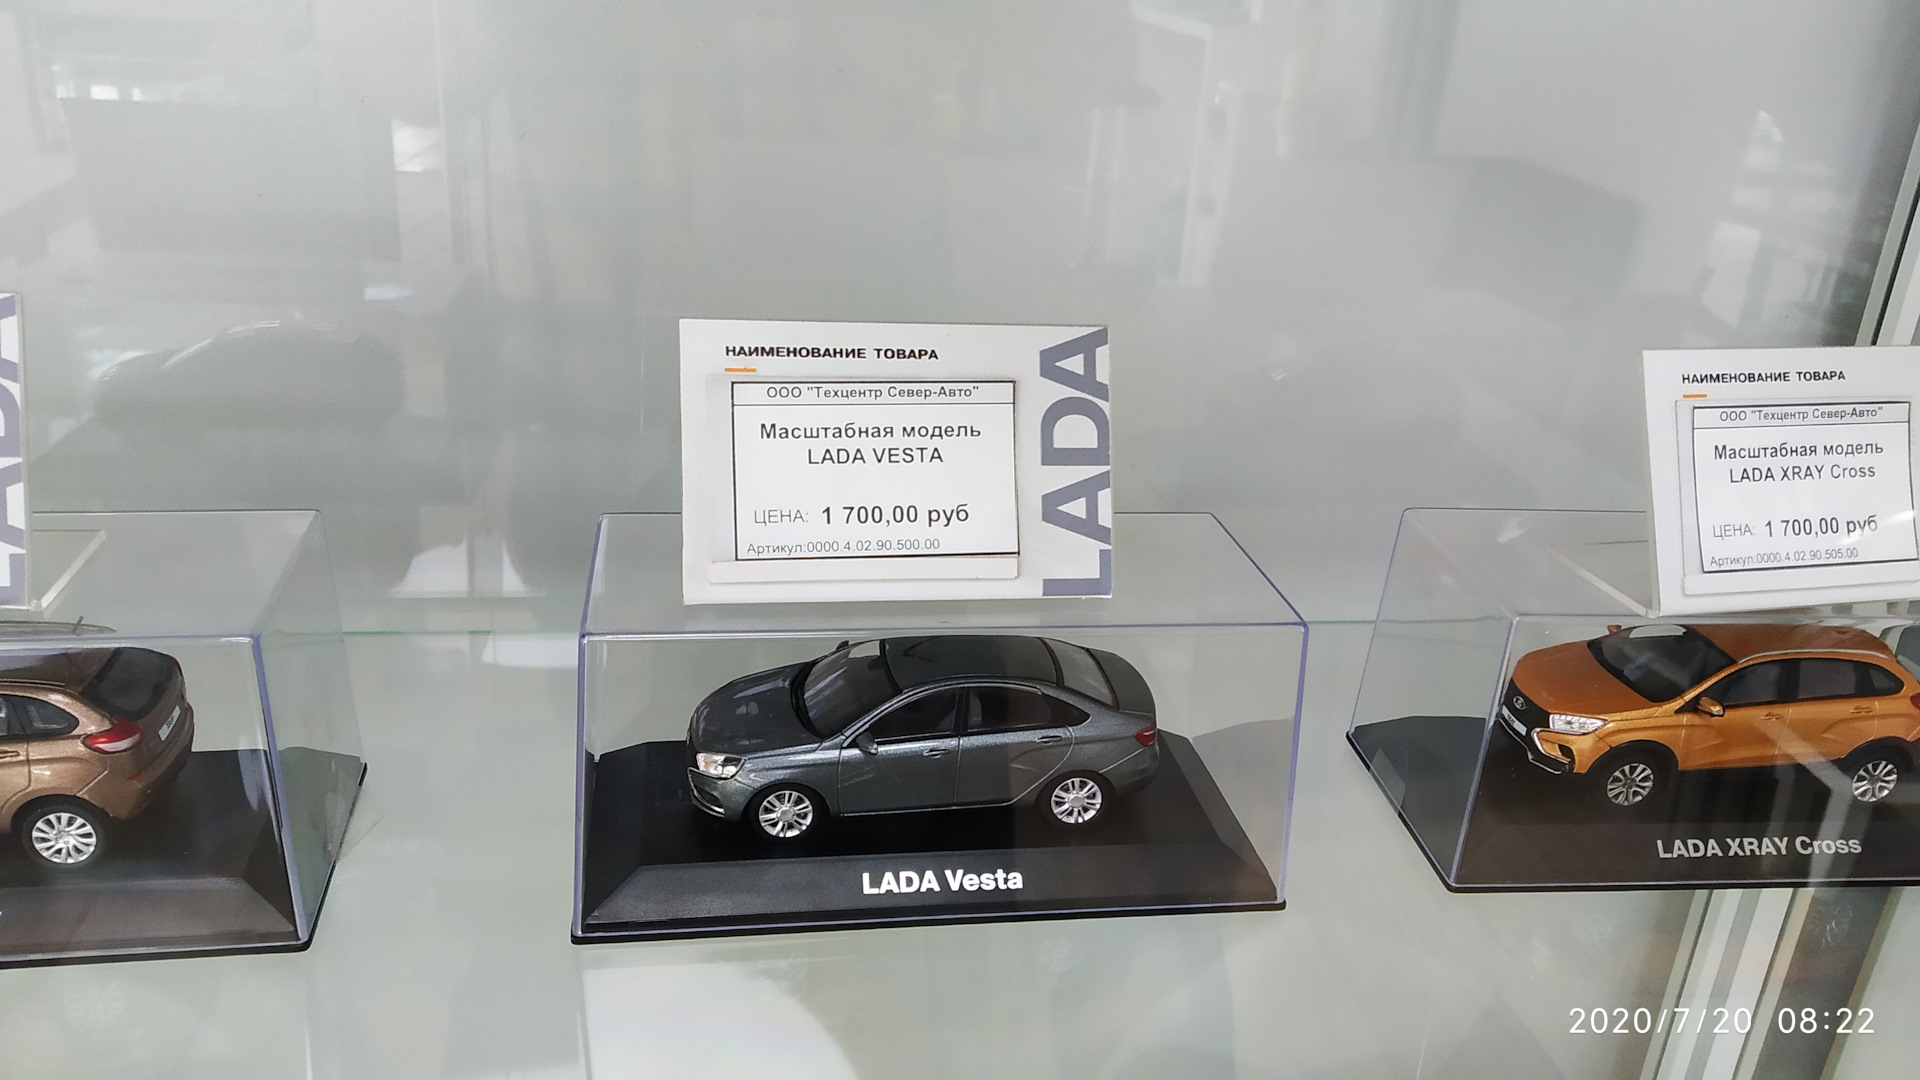 LADA
НАИМЕНОВАНИЕ ТОВАРА
ООО "Техцентр Север-Авто"
Масштабная модель
LADA VESTA
ЦЕНА: 1 700,00 руб
Артикул:0000.4.02.90.500.00
LADA
НАИМЕНОВАНИЕ ТОВАРА
ООО "Техцентр Север-Авто"
Масштабная модель
LADA XRAY Cross
ЦЕНА: 1 700,00 руб
Артикул:0000.4.02.90.505.00
LADA Vesta
LADA XRAY Cross
2020/7/20 08:22